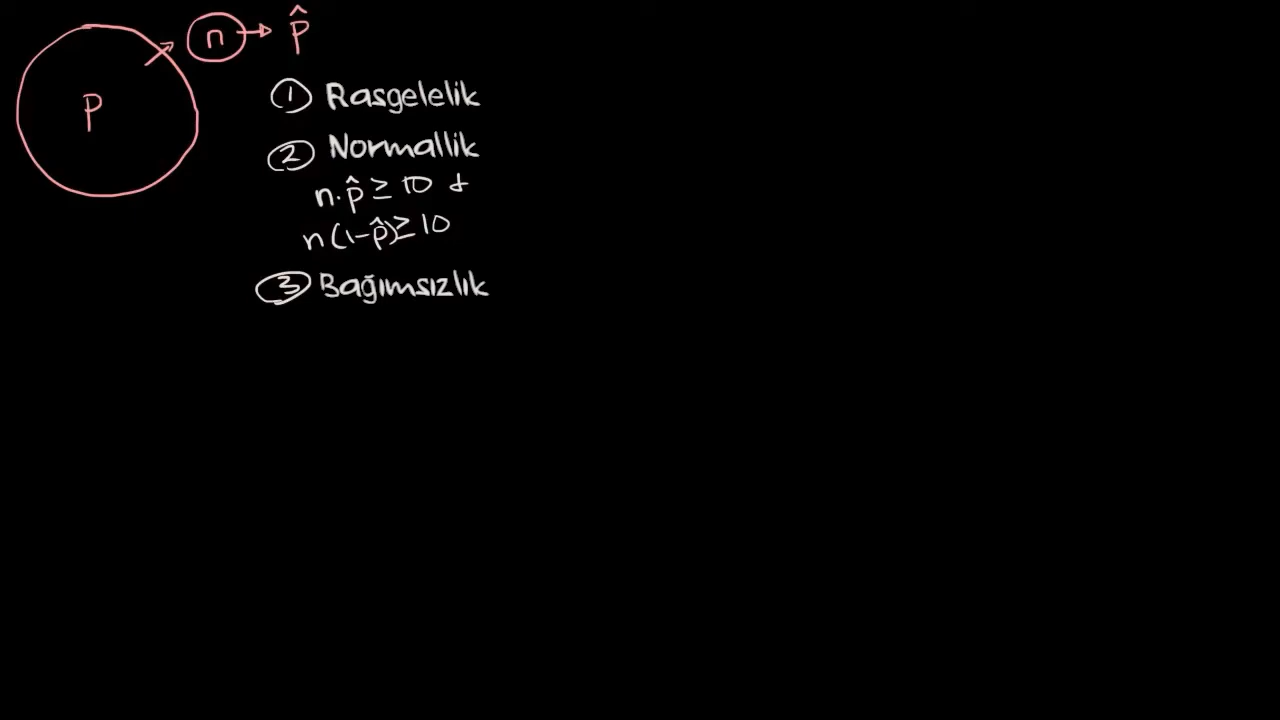 P n p̂
① Rasgelelik
② Normallik
n.p̂ ≥ 10 &
n(1-p̂) ≥ 10
③ Bağımsızlık